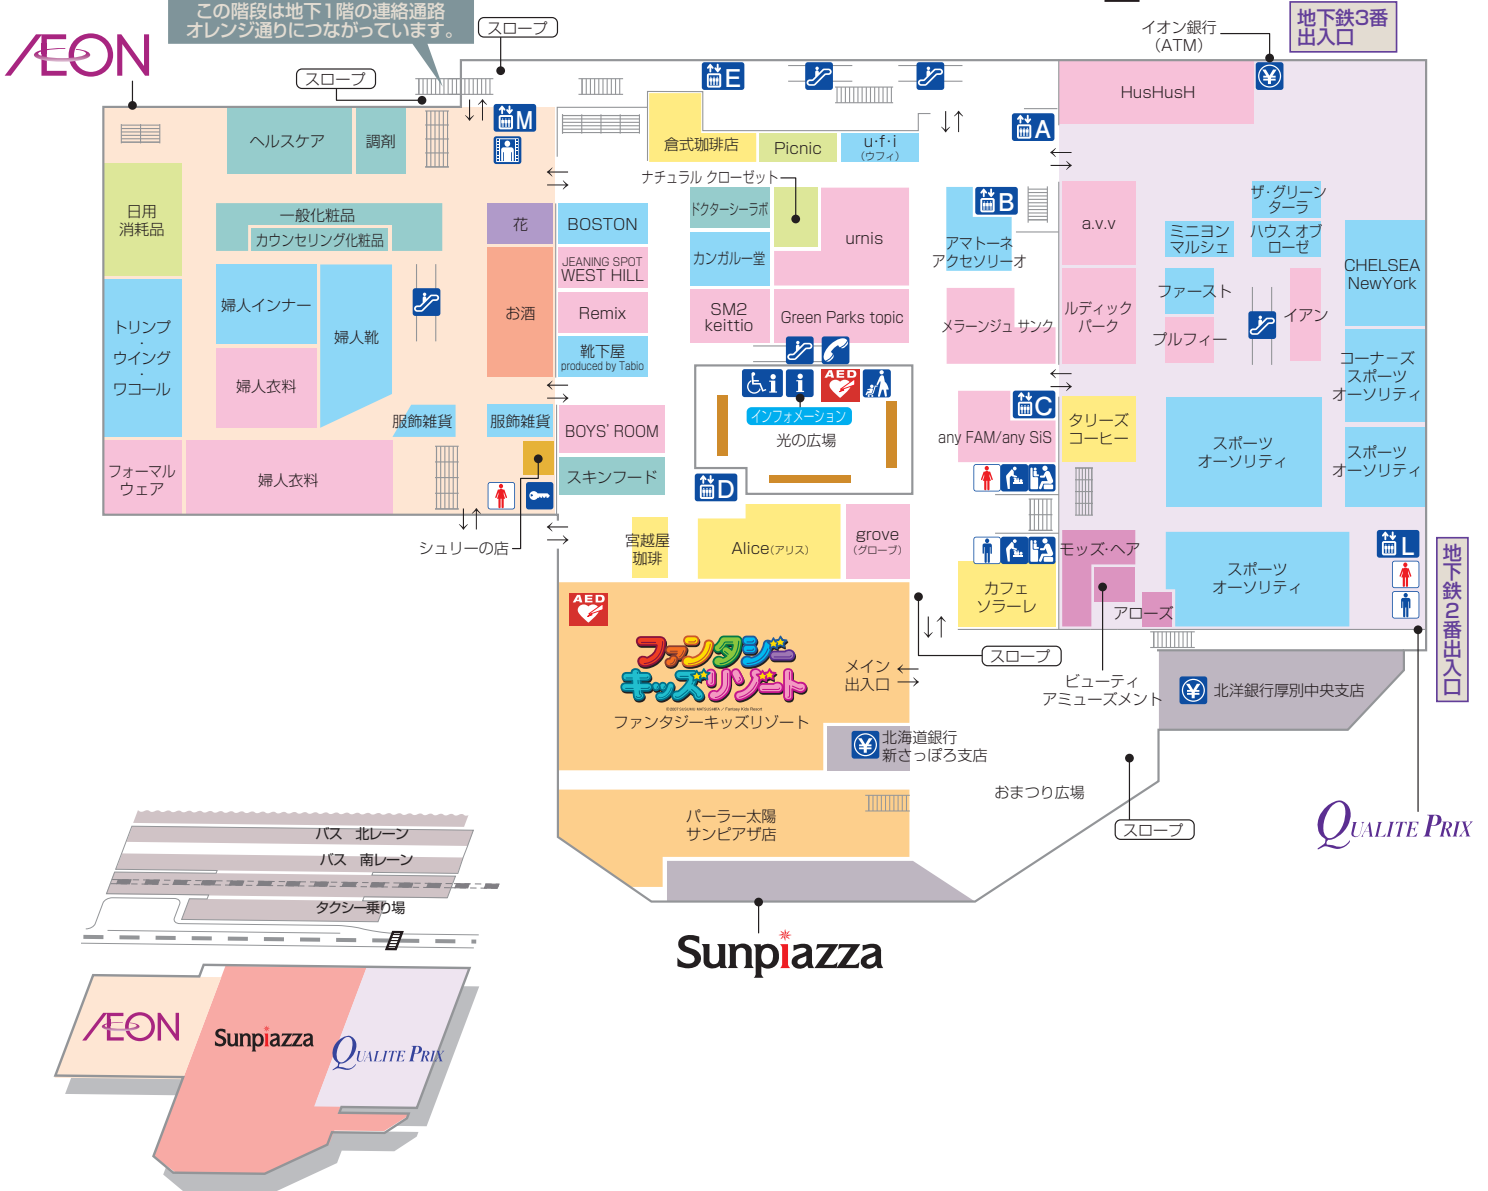 この階段は地下1階の連絡通路
オレンジ通りにつながっています。
スロープ
イオン銀行
(ATM)
地下鉄3番
出入口
ÆON
スロープ
E
HusHusH
M
A
ヘルスケア
調剤
倉式珈琲店
Picnic
u・f・i
(ウフィ)
ナチュラル クローゼット
日用
消耗品
一般化粧品
カウンセリング化粧品
花
BOSTON
ドクターシーラボ
urnis
B
アマトーネ
アクセソリーオ
a.v.v
ザ・グリーン
ターラ
ミニヨン
マルシェ
ハウス オブ
ローゼ
JEANING SPOT
WEST HILL
カンガルー堂
CHELSEA
NewYork
トリンプ
・
ウイング
・
ワコール
婦人インナー
婦人靴
お酒
Remix
SM2
keittio
Green Parks topic
メラーンジュ サンク
ルディック
パーク
ファースト
プルフィー
イアン
婦人衣料
靴下屋
produced by Tabio
コーナーズ
スポーツ
オーソリティ
AED
インフォメーション
光の広場
服飾雑貨
服飾雑貨
BOYS' ROOM
C
any FAM/any SiS
タリーズ
コーヒー
スポーツ
オーソリティ
スポーツ
オーソリティ
フォーマル
ウェア
婦人衣料
スキンフード
D
シュリーの店
宮越屋
珈琲
Alice(アリス)
grove
(グローブ)
モッズ・ヘア
カフェ
ソラーレ
アローズ
スポーツ
オーソリティ
L
地下鉄2番出入口
AED
ファンタジー
キッズリゾート
ファンタジーキッズリゾート
メイン
出入口
スロープ
ビューティ
アミューズメント
北洋銀行厚別中央支店
北海道銀行
新さっぽろ支店
おまつり広場
スロープ
QUALITE PRIX
パーラー太陽
サンピアザ店
Sunpiazza
バス 北レーン
バス 南レーン
タクシー乗り場
ÆON
Sunpiazza
QUALITE PRIX